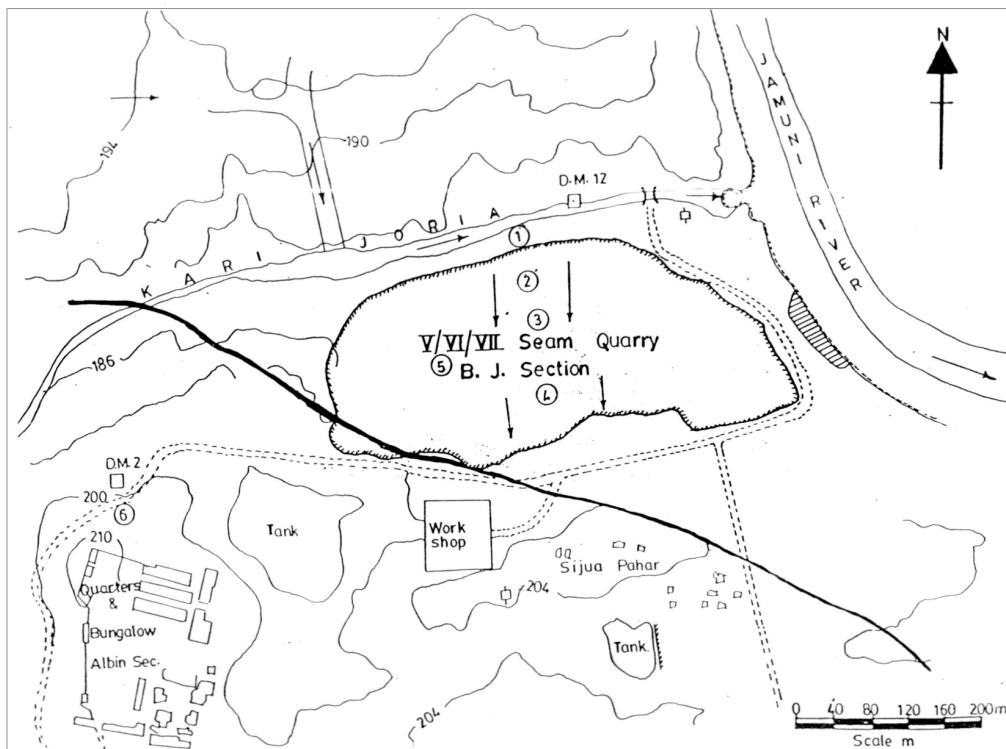 N
JAMUNI RIVER
194
190
D.M. 12
KARI JORIA
1
2
3
V/VI/VII Seam Quarry
5
B. J. Section
4
186
D.M. 2
200
6
210
Tank
Work
shop
Sijua Pahar
204
Quarters
&
Bungalow
Albin Sec.
Tank
204
0 40 80 120 160 200m
Scale m